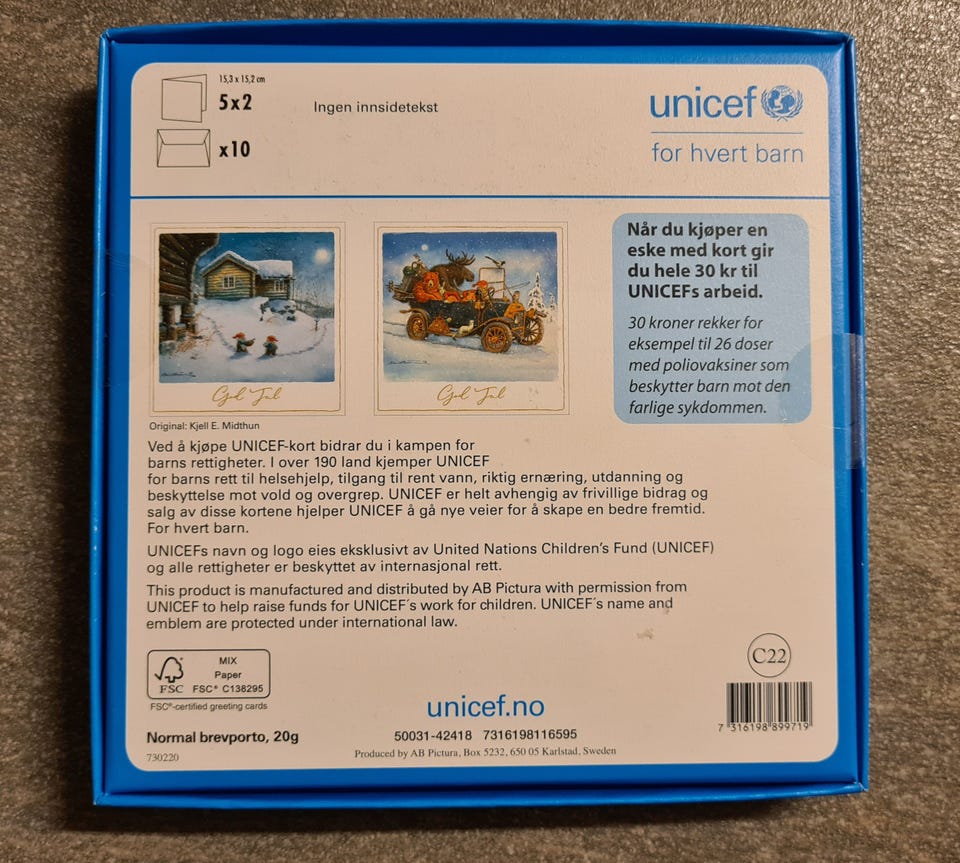 15,3 x 15,2 cm
5x2
Ingen innsidetekst
x10
unicef
for hvert barn
God Jul
God Jul
Original: Kjell E. Midthun
Når du kjøper en
eske med kort gir
du hele 30 kr til
UNICEFs arbeid.
30 kroner rekker for
eksempel til 26 doser
med poliovaksiner som
beskytter barn mot den
farlige sykdommen.
Ved å kjøpe UNICEF-kort bidrar du i kampen for
barns rettigheter. I over 190 land kjemper UNICEF
for barns rett til helsehjelp, tilgang til rent vann, riktig ernæring, utdanning og
beskyttelse mot vold og overgrep. UNICEF er helt avhengig av frivillige bidrag og
salg av disse kortene hjelper UNICEF å gå nye veier for å skape en bedre fremtid.
For hvert barn.
UNICEFs navn og logo eies eksklusivt av United Nations Children's Fund (UNICEF)
og alle rettigheter er beskyttet av internasjonal rett.
This product is manufactured and distributed by AB Pictura with permission from
UNICEF to help raise funds for UNICEF´s work for children. UNICEF´s name and
emblem are protected under international law.
FSC
MIX
Paper
FSC® C138295
FSC®-certified greeting cards
C22
unicef.no
7 316198 899719
Normal brevporto, 20g
50031-42418 7316198116595
730220
Produced by AB Pictura, Box 5232, 650 05 Karlstad, Sweden